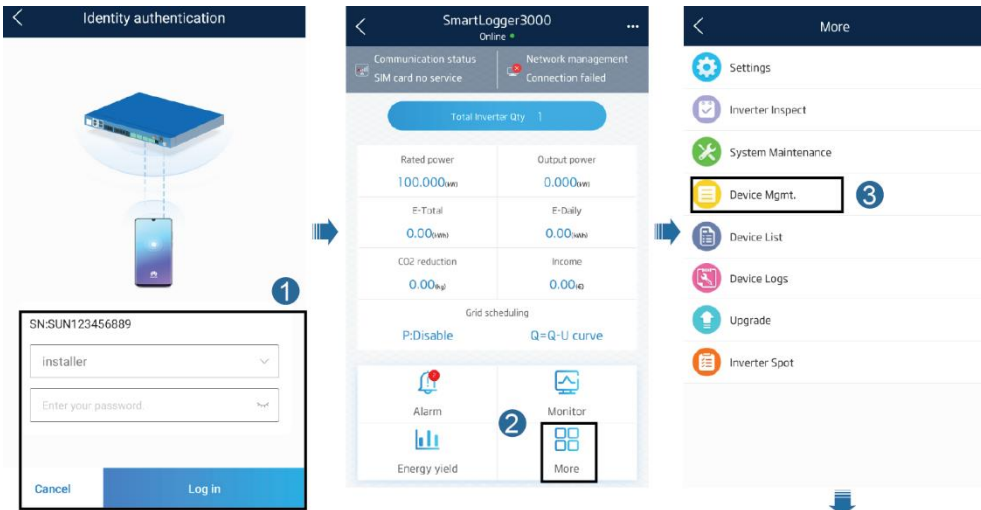 Identity authentication
1
SN:SUN123456889
installer
Enter your password
Cancel
Log in
SmartLogger3000
Online
Communication status
SIM card no service
Network management
Connection failed
Total Inverter Qty 1
Rated power
100.000(kW)
Output power
0.000(kW)
E-Total
0.00(kWh)
E-Daily
0.00(kWh)
CO2 reduction
0.00(kg)
Income
0.00(€)
Grid scheduling
P:Disable
Q=Q-U curve
Alarm
Monitor
2
Energy yield
More
More
Settings
Inverter Inspect
System Maintenance
Device Mgmt.
3
Device List
Device Logs
Upgrade
Inverter Spot